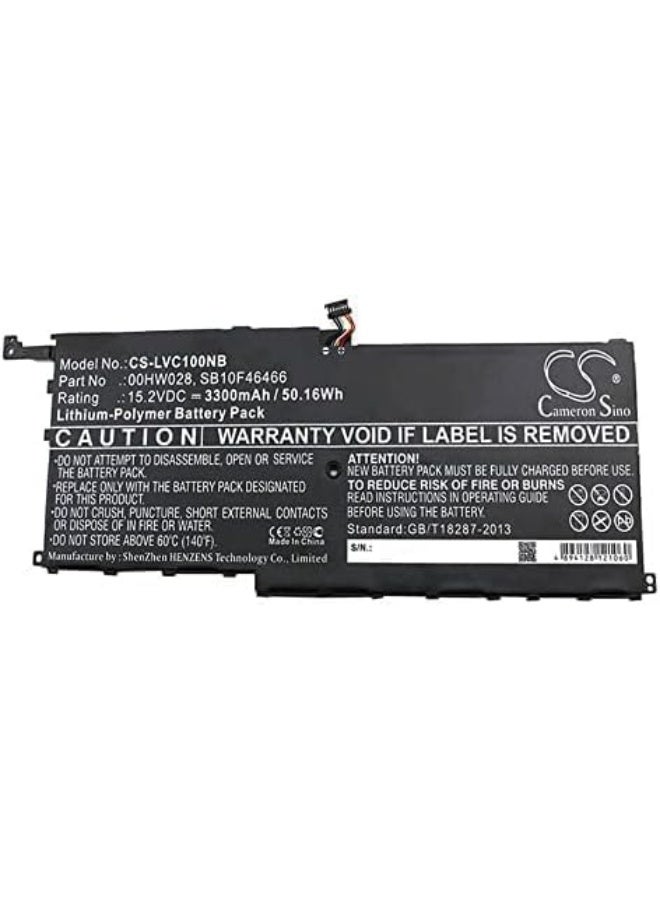 Model No.:CS-LVC100NB
Part No :00HW028, SB10F46466
Rating :15.2VDC ⎓ 3300mAh / 50.16Wh
Lithium-Polymer Battery Pack
CS
Cameron Sino
CAUTION WARRANTY VOID IF LABEL IS REMOVED
·DO NOT ATTEMPT TO DISASSEMBLE, OPEN OR SERVICE
THE BATTERY PACK.
·REPLACE ONLY WITH THE BATTERY PACK DESIGNATED
FOR THIS PRODUCT.
·DO NOT CRUSH, PUNCTURE, SHORT EXTERNAL CONTACTS
OR DISPOSE OF IN FIRE OR WATER.
·DO NOT STORE ABOVE 60℃ (140℉).
CE
Made In China
Manufacture by : ShenZhen HENZENS Technology Co., Limited
ATTENTION!
NEW BATTERY PACK MUST BE FULLY CHARGED BEFORE USE
TO REDUCE RISK OF FIRE OR BURNS
READ INSTRUCTIONS IN OPERATING GUIDE
BEFORE USING BATTERY.
Standard:GB/T18287-2013
S/N.:
4 894128 121060